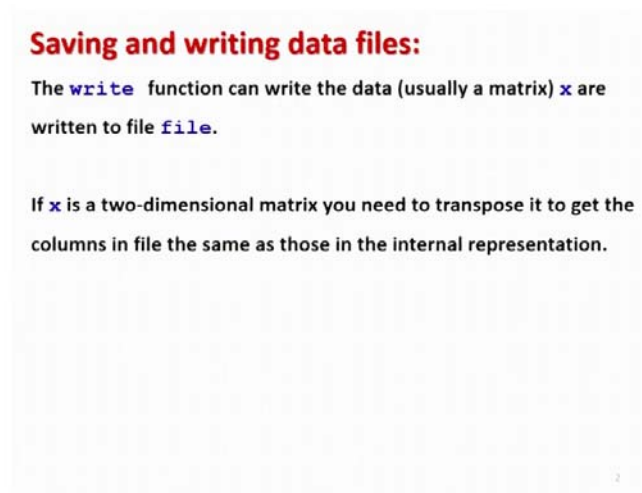 Saving and writing data files:
The write function can write the data (usually a matrix) x are
written to file file.
If x is a two-dimensional matrix you need to transpose it to get the
columns in file the same as those in the internal representation.
2